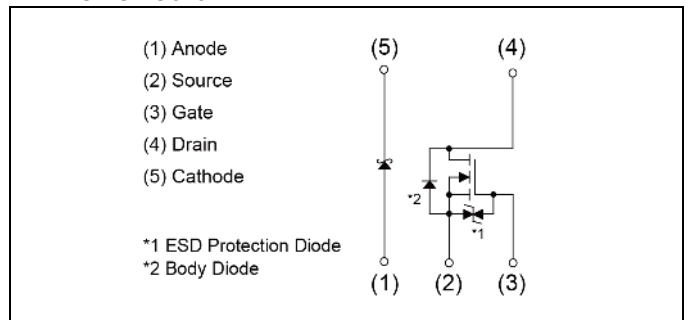 (1) Anode
(2) Source
(3) Gate
(4) Drain
(5) Cathode
*1 ESD Protection Diode
*2 Body Diode
(5) (4)
*2
*1
(1) (2) (3)